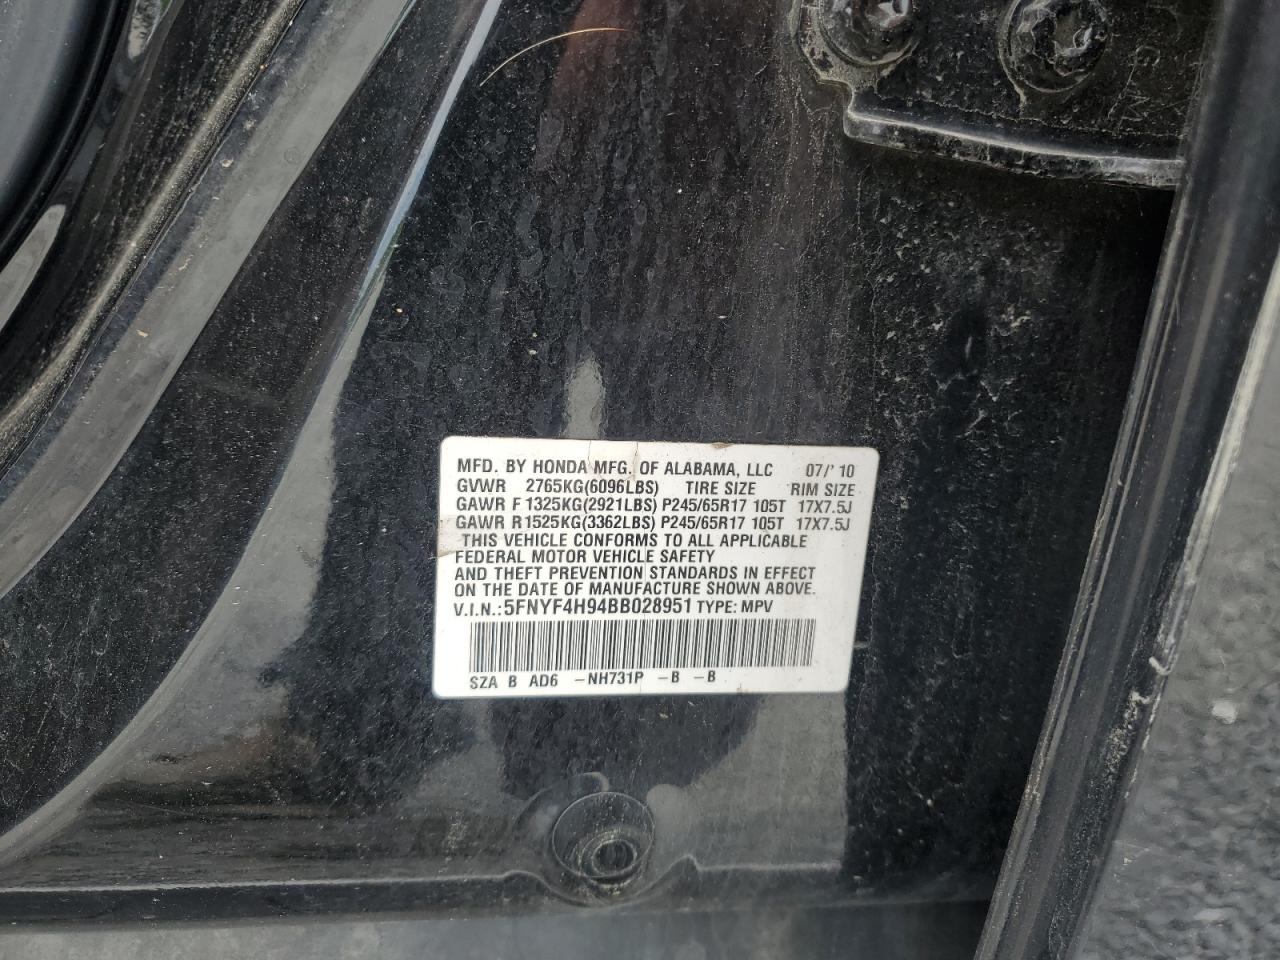 MFD. BY HONDA MFG. OF ALABAMA, LLC 07/'10
GVWR 2765KG(6096LBS) TIRE SIZE RIM SIZE
GAWR F 1325KG(2921LBS) P245/65R17 105T 17X7.5J
GAWR R 1525KG(3362LBS) P245/65R17 105T 17X7.5J
THIS VEHICLE CONFORMS TO ALL APPLICABLE
FEDERAL MOTOR VEHICLE SAFETY
AND THEFT PREVENTION STANDARDS IN EFFECT
ON THE DATE OF MANUFACTURE SHOWN ABOVE.
V.I.N.:5FNYF4H94BB028951 TYPE: MPV
SZA B AD6 -NH731P -B -B